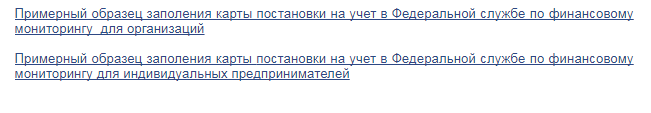 Примерный образец заполения карты постановки на учет в Федеральной службе по финансовому
мониторингу  для организаций
Примерный образец заполения карты постановки на учет в Федеральной службе по финансовому
мониторингу для индивидуальных предпринимателей